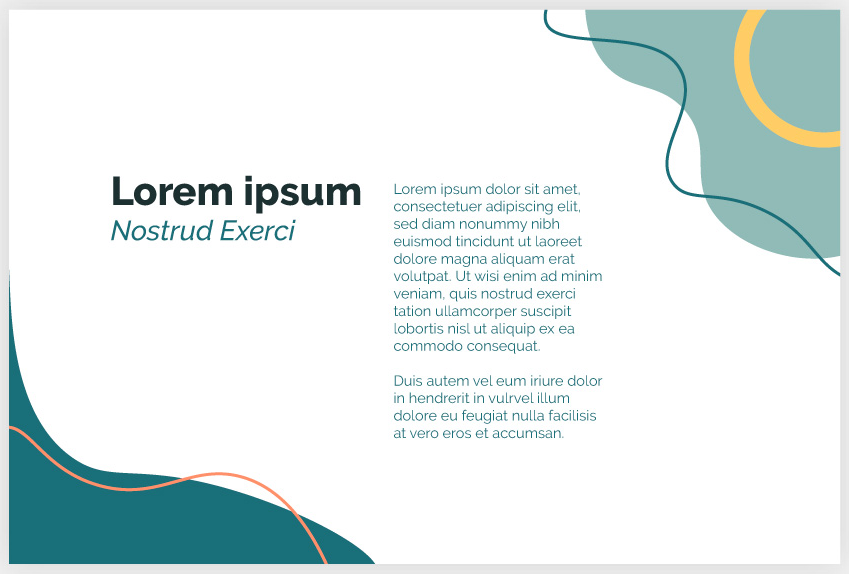 Lorem ipsum
Nostrud Exerci
Lorem ipsum dolor sit amet,
consectetuer adipiscing elit,
sed diam nonummy nibh
euismod tincidunt ut laoreet
dolore magna aliquam erat
volutpat. Ut wisi enim ad minim
veniam, quis nostrud exerci
tation ullamcorper suscipit
lobortis nisl ut aliquip ex ea
commodo consequat.
Duis autem vel eum iriure dolor
in hendrerit in vulrvel illum
dolore eu feugiat nulla facilisis
at vero eros et accumsan.